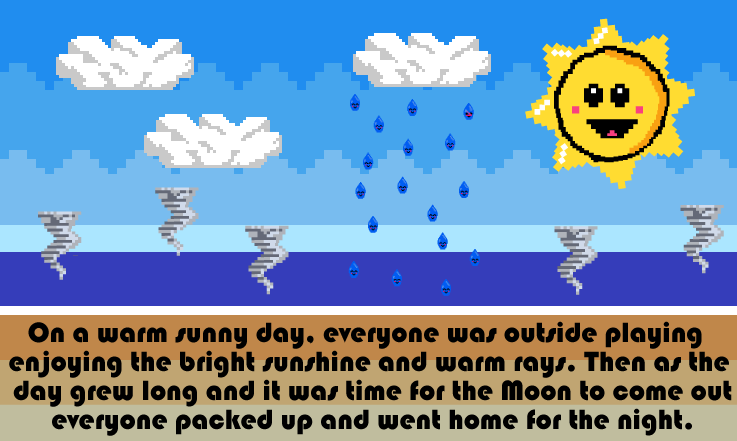 On a warm sunny day, everyone was outside playing
enjoying the bright sunshine and warm rays. Then as the
day grew long and it was time for the Moon to come out
everyone packed up and went home for the night.